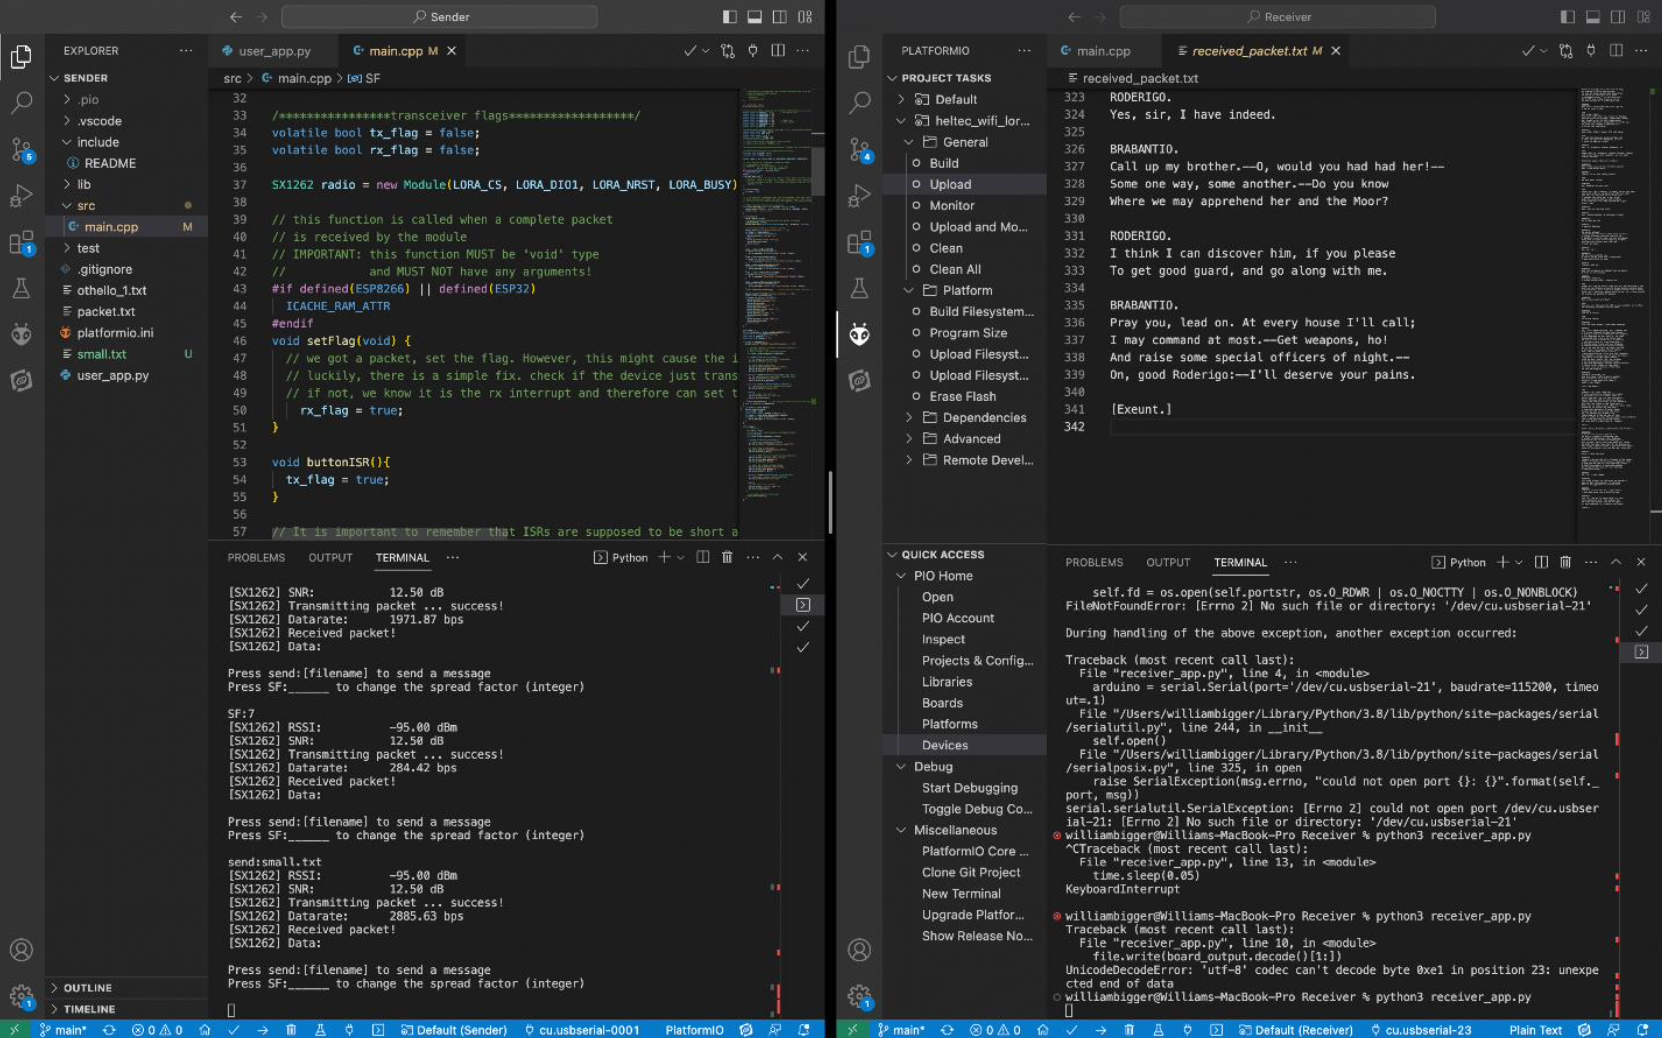 Sender
EXPLORER
SENDER
.pio
.vscode
include
README
lib
src
main.cpp M
test
.gitignore
othello_1.txt
packet.txt
platformio.ini
small.txt U
user_app.py
OUTLINE
TIMELINE
user_app.py
main.cpp M
src > main.cpp > SF
32
33 /****************transceiver flags******************/
34 volatile bool tx_flag = false;
35 volatile bool rx_flag = false;
36
37 SX1262 radio = new Module(LORA_CS, LORA_DIO1, LORA_NRST, LORA_BUSY)
38
39 // this function is called when a complete packet
40 // is received by the module
41 // IMPORTANT: this function MUST be 'void' type
42 // and MUST NOT have any arguments!
43 #if defined(ESP8266) || defined(ESP32)
44 ICACHE_RAM_ATTR
45 #endif
46 void setFlag(void) {
47 // we got a packet, set the flag. However, this might cause the i
48 // luckily, there is a simple fix. check if the device just trans
49 // if not, we know it is the rx interrupt and therefore can set t
50 rx_flag = true;
51 }
52
53 void buttonISR(){
54 tx_flag = true;
55 }
56
57 // It is important to remember that ISRs are supposed to be short a
PROBLEMS OUTPUT TERMINAL ... Python
[SX1262] SNR: 12.50 dB
[SX1262] Transmitting packet ... success!
[SX1262] Datarate: 1971.87 bps
[SX1262] Received packet!
[SX1262] Data:
Press send:[filename] to send a message
Press SF:______ to change the spread factor (integer)
SF:7
[SX1262] RSSI: -95.00 dBm
[SX1262] SNR: 12.50 dB
[SX1262] Transmitting packet ... success!
[SX1262] Datarate: 284.42 bps
[SX1262] Received packet!
[SX1262] Data:
Press send:[filename] to send a message
Press SF:______ to change the spread factor (integer)
send:small.txt
[SX1262] RSSI: -95.00 dBm
[SX1262] SNR: 12.50 dB
[SX1262] Transmitting packet ... success!
[SX1262] Datarate: 2885.63 bps
[SX1262] Received packet!
[SX1262] Data:
Press send:[filename] to send a message
Press SF:______ to change the spread factor (integer)
main* 0 0 Default (Sender) cu.usbserial-0001 PlatformIO
5
1
1
Receiver
PLATFORMIO
PROJECT TASKS
Default
heltec_wifi_lor...
General
Build
Upload
Monitor
Upload and Mo...
Clean
Clean All
Platform
Build Filesystem...
Program Size
Upload Filesyst...
Upload Filesyst...
Erase Flash
Dependencies
Advanced
Remote Devel...
QUICK ACCESS
PIO Home
Open
PIO Account
Inspect
Projects & Config...
Libraries
Boards
Platforms
Devices
Debug
Start Debugging
Toggle Debug Co...
Miscellaneous
PlatformIO Core ...
Clone Git Project
New Terminal
Upgrade Platfor...
Show Release No...
4
1
1
main.cpp
received_packet.txt M
received_packet.txt
323 RODERIGO.
324 Yes, sir, I have indeed.
325
326 BRABANTIO.
327 Call up my brother.--O, would you had had her!--
328 Some one way, some another.--Do you know
329 Where we may apprehend her and the Moor?
330
331 RODERIGO.
332 I think I can discover him, if you please
333 To get good guard, and go along with me.
334
335 BRABANTIO.
336 Pray you, lead on. At every house I'll call;
337 I may command at most.--Get weapons, ho!
338 And raise some special officers of night.--
339 On, good Roderigo:--I'll deserve your pains.
340
341 [Exeunt.]
342
PROBLEMS OUTPUT TERMINAL ... Python
self.fd = os.open(self.portstr, os.O_RDWR | os.O_NOCTTY | os.O_NONBLOCK)
FileNotFoundError: [Errno 2] No such file or directory: '/dev/cu.usbserial-21'
During handling of the above exception, another exception occurred:
Traceback (most recent call last):
File "receiver_app.py", line 4, in <module>
arduino = serial.Serial(port='/dev/cu.usbserial-21', baudrate=115200, timeo
ut=.1)
File "/Users/williambigger/Library/Python/3.8/lib/python/site-packages/serial
/serialutil.py", line 244, in __init__
self.open()
File "/Users/williambigger/Library/Python/3.8/lib/python/site-packages/serial
/serialposix.py", line 325, in open
raise SerialException(msg.errno, "could not open port {}: {}".format(self._
port, msg))
serial.serialutil.SerialException: [Errno 2] could not open port /dev/cu.usbser
ial-21: [Errno 2] No such file or directory: '/dev/cu.usbserial-21'
williambigger@Williams-MacBook-Pro Receiver % python3 receiver_app.py
^CTraceback (most recent call last):
File "receiver_app.py", line 13, in <module>
time.sleep(0.05)
KeyboardInterrupt
williambigger@Williams-MacBook-Pro Receiver % python3 receiver_app.py
Traceback (most recent call last):
File "receiver_app.py", line 10, in <module>
file.write(board_output.decode()[1:])
UnicodeDecodeError: 'utf-8' codec can't decode byte 0xe1 in position 23: unexpe
cted end of data
williambigger@Williams-MacBook-Pro Receiver % python3 receiver_app.py
main* 0 0 Default (Receiver) cu.usbserial-23 Plain Text